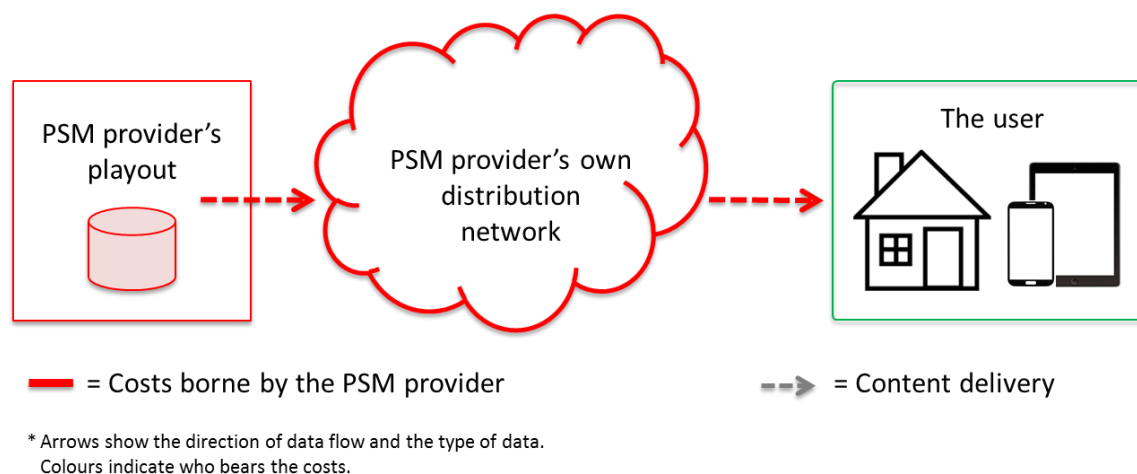 PSM provider's
playout
PSM provider's own
distribution
network
The user
= Costs borne by the PSM provider
= Content delivery
* Arrows show the direction of data flow and the type of data.
Colours indicate who bears the costs.